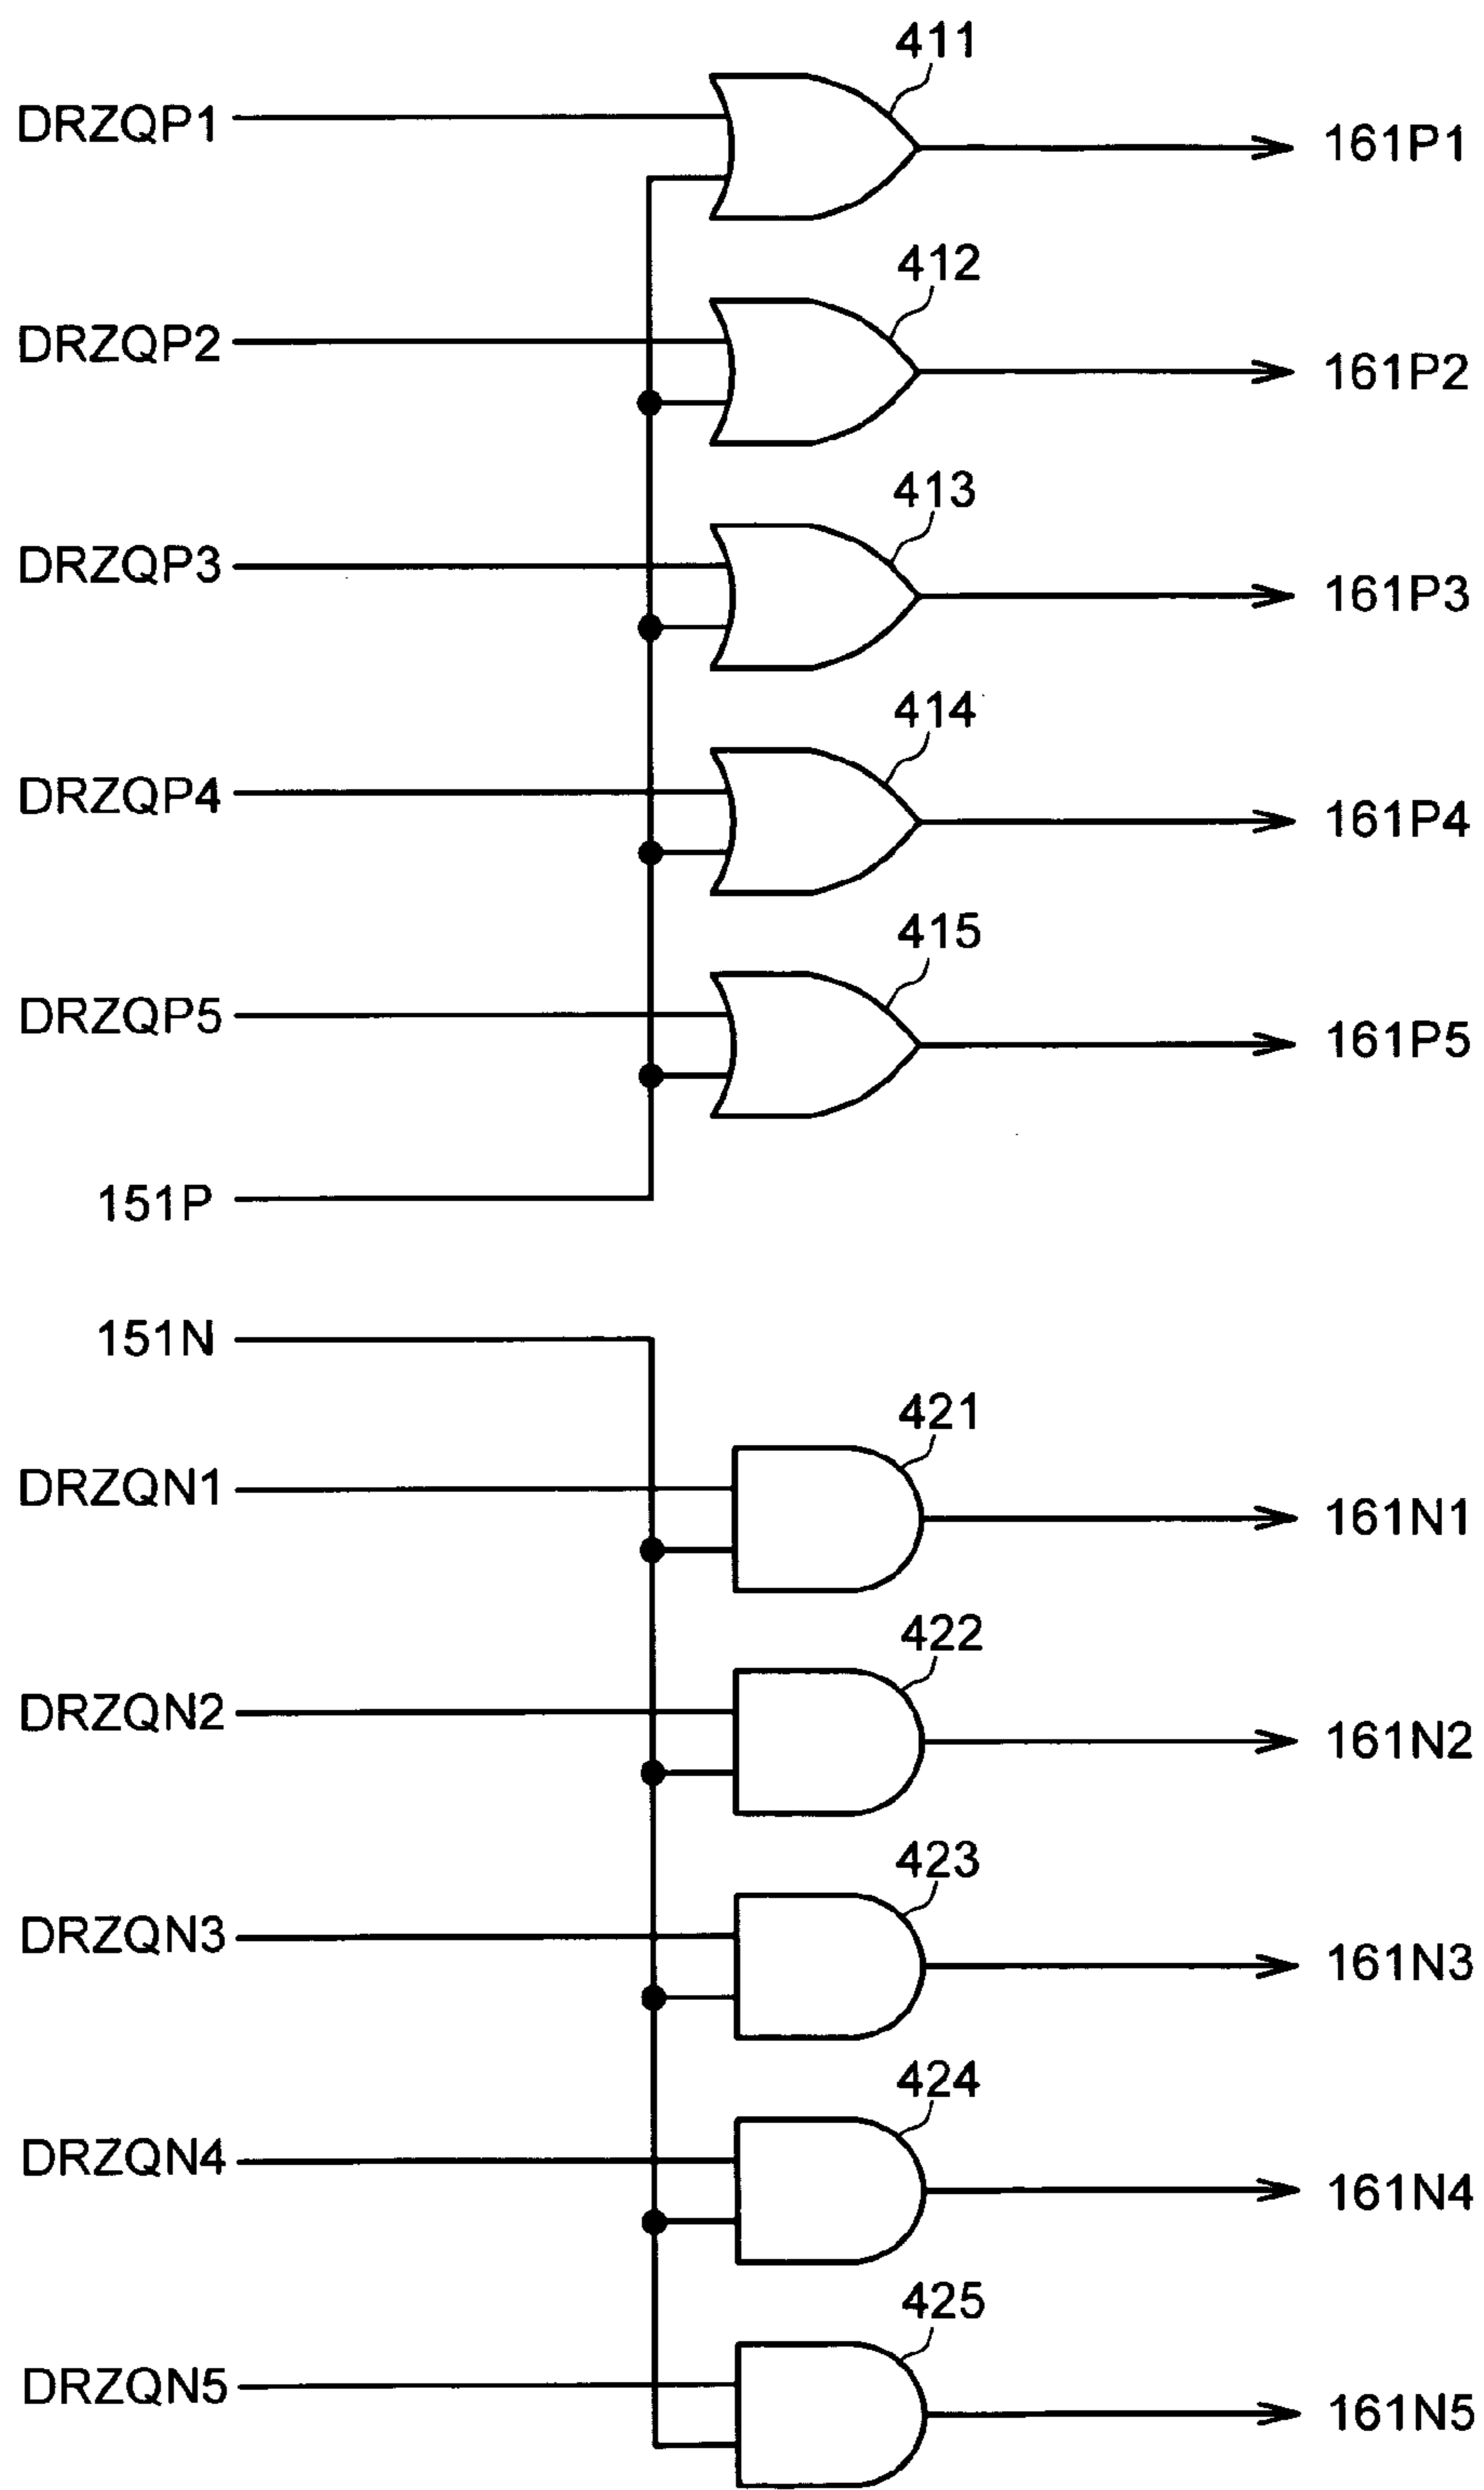 411
DRZQP1
161P1
412
DRZQP2
161P2
413
DRZQP3
161P3
414
DRZQP4
161P4
415
DRZQP5
161P5
151P
151N
421
DRZQN1
161N1
422
DRZQN2
161N2
423
DRZQN3
161N3
424
DRZQN4
161N4
425
DRZQN5
161N5